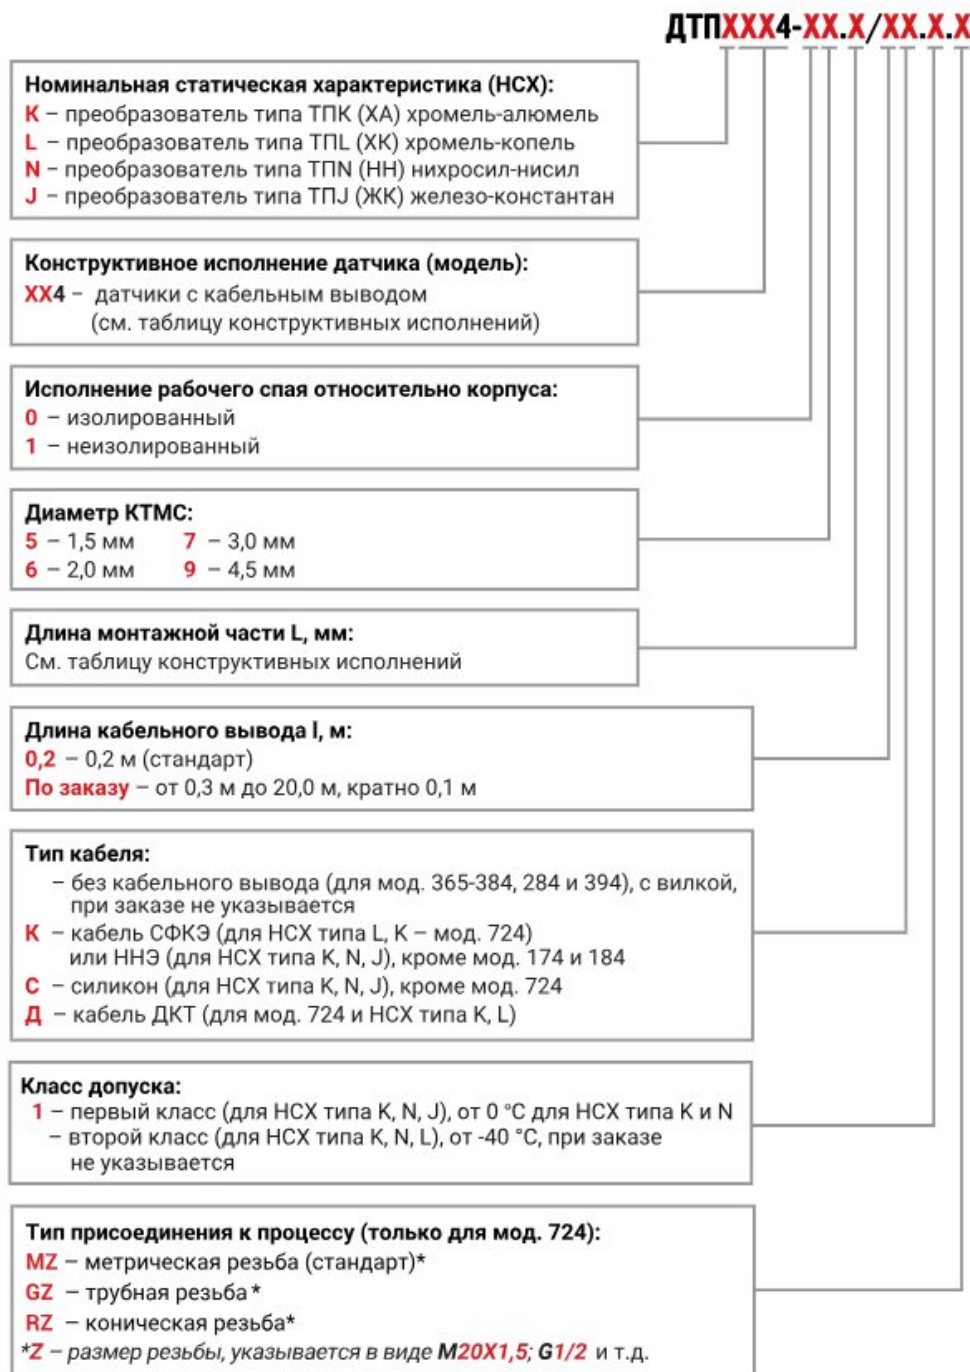 ДТПХХХ4-ХХ.Х/ХХ.Х.Х
Номинальная статическая характеристика (НСХ):
K – преобразователь типа ТПК (ХА) хромель-алюмель
L – преобразователь типа ТПL (ХК) хромель-копель
N – преобразователь типа ТПN (НН) нихросил-нисил
J – преобразователь типа ТПJ (ЖК) железо-константан
Конструктивное исполнение датчика (модель):
ХХ4 – датчики с кабельным выводом
(см. таблицу конструктивных исполнений)
Исполнение рабочего спая относительно корпуса:
0 – изолированный
1 – неизолированный
Диаметр КТМС:
5 – 1,5 мм 7 – 3,0 мм
6 – 2,0 мм 9 – 4,5 мм
Длина монтажной части L, мм:
См. таблицу конструктивных исполнений
Длина кабельного вывода l, м:
0,2 – 0,2 м (стандарт)
По заказу – от 0,3 м до 20,0 м, кратно 0,1 м
Тип кабеля:
– без кабельного вывода (для мод. 365-384, 284 и 394), с вилкой,
при заказе не указывается
К – кабель СФКЭ (для НСХ типа L, K – мод. 724)
или ННЭ (для НСХ типа K, N, J), кроме мод. 174 и 184
С – силикон (для НСХ типа K, N, J), кроме мод. 724
Д – кабель ДКТ (для мод. 724 и НСХ типа K, L)
Класс допуска:
1 – первый класс (для НСХ типа K, N, J), от 0 °C для НСХ типа K и N
– второй класс (для НСХ типа K, N, L), от -40 °C, при заказе
не указывается
Тип присоединения к процессу (только для мод. 724):
MZ – метрическая резьба (стандарт)*
GZ – трубная резьба*
RZ – коническая резьба*
*Z – размер резьбы, указывается в виде M20X1,5; G1/2 и т.д.